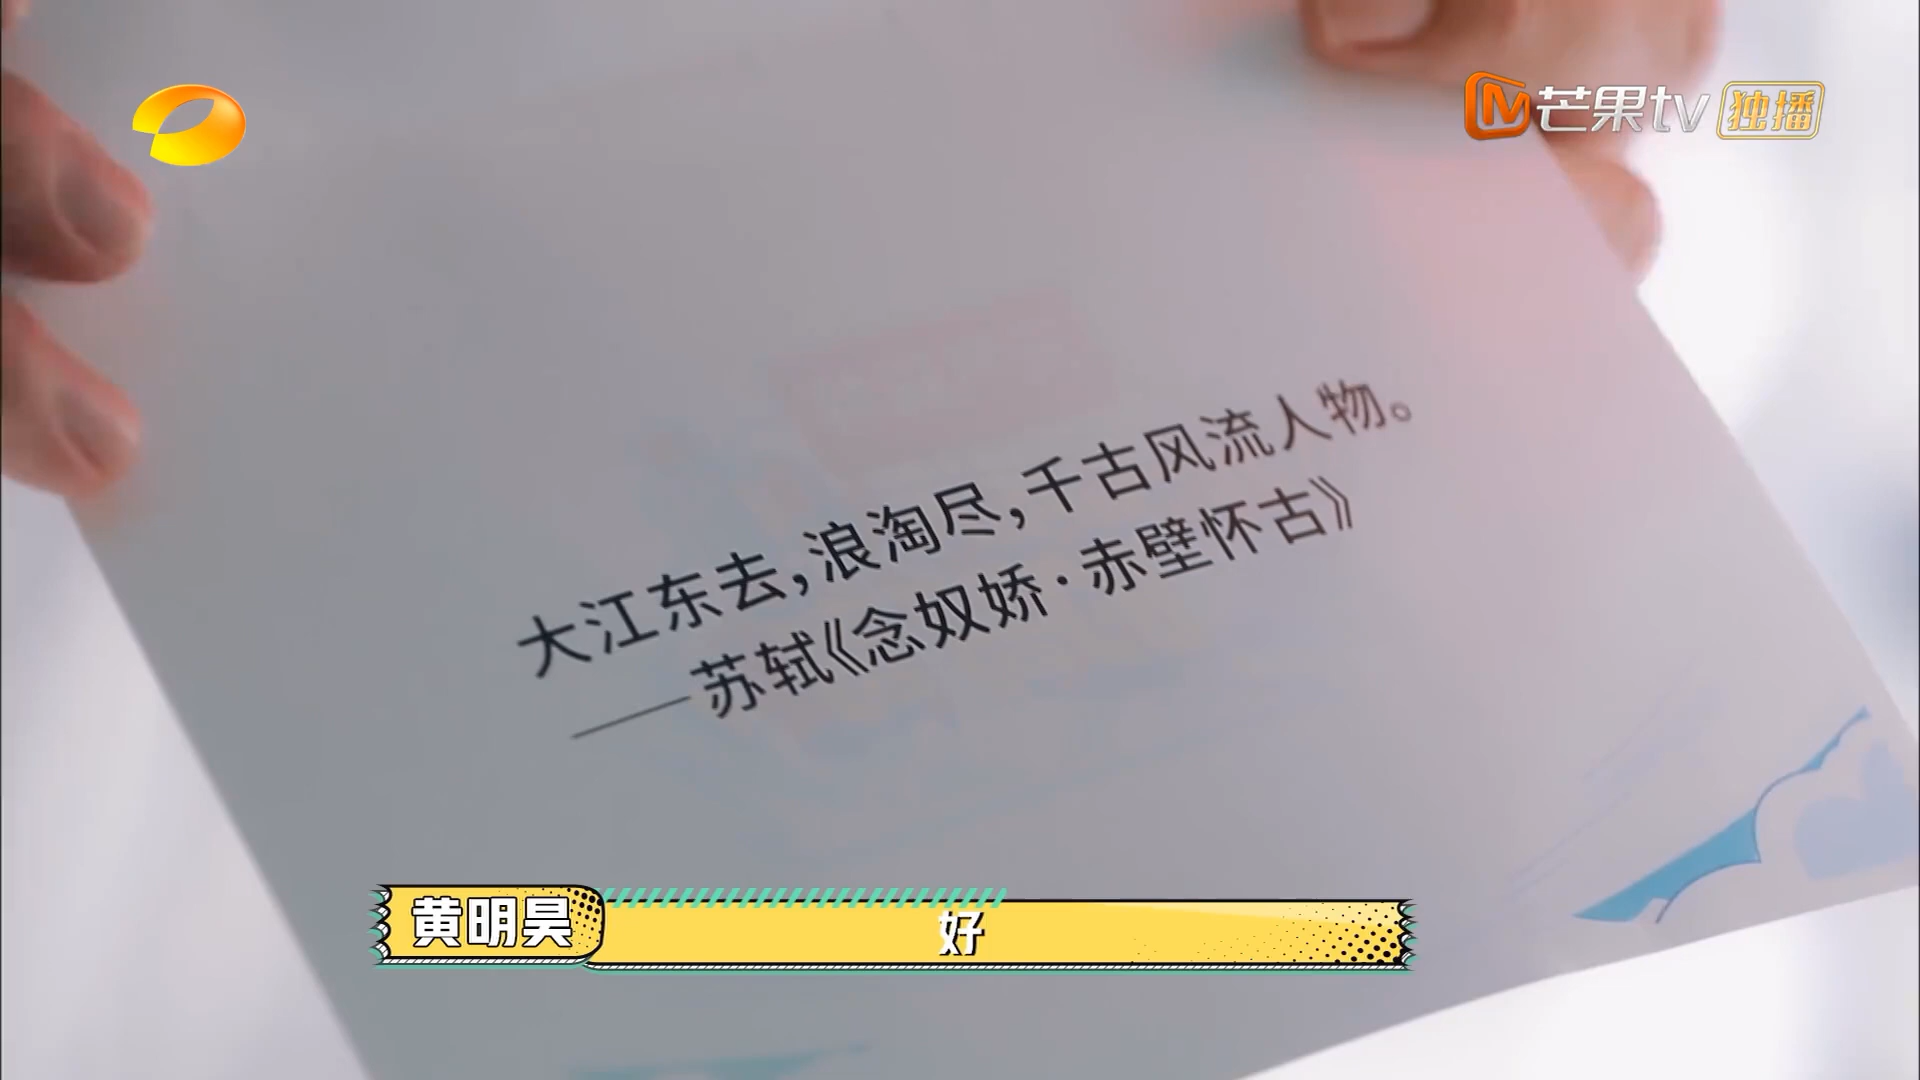 芒果tv 独播
大江东去,浪淘尽,千古风流人物。
——苏轼《念奴娇·赤壁怀古》
黄明昊
好